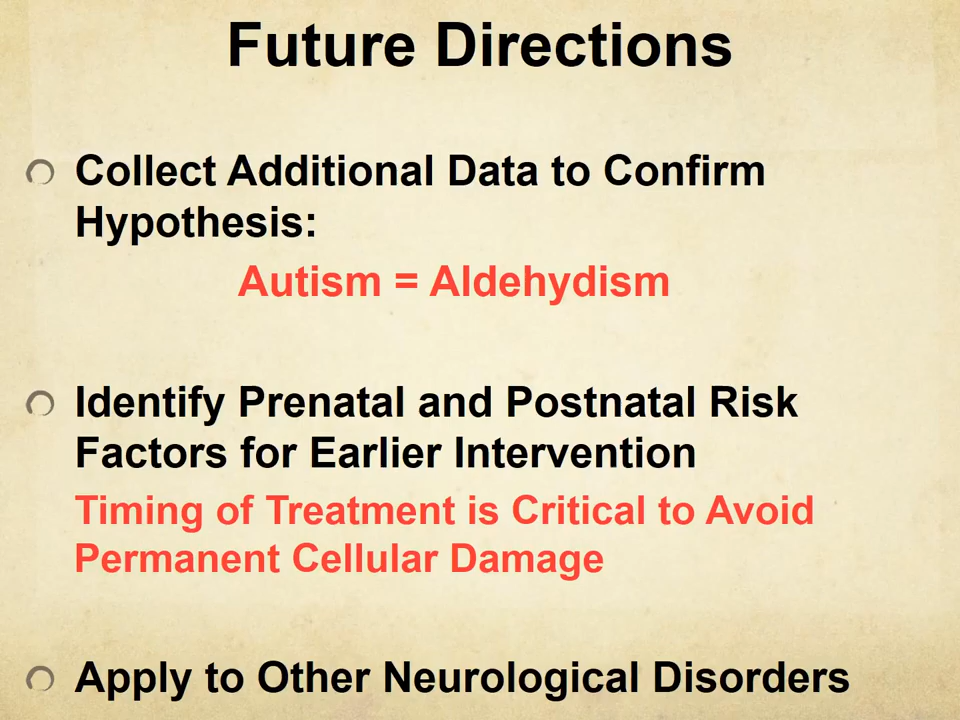 Future Directions
Collect Additional Data to Confirm
Hypothesis:
Autism = Aldehydism
Identify Prenatal and Postnatal Risk
Factors for Earlier Intervention
Timing of Treatment is Critical to Avoid
Permanent Cellular Damage
Apply to Other Neurological Disorders